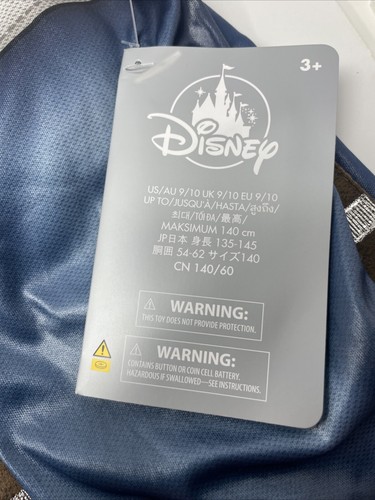 3+
Disney
US/AU 9/10 UK 9/10 EU 9/10
UP TO/JUSQU'À/HASTA/สูงถึง/
최대/TỐI ĐA/最高/
MAKSIMUM 140 cm
JP日本 身長 135-145
胴囲 54-62 サイズ140
CN 140/60
WARNING:
THIS TOY DOES NOT PROVIDE PROTECTION.
WARNING:
CONTAINS BUTTON OR COIN CELL BATTERY.
HAZARDOUS IF SWALLOWED—SEE INSTRUCTIONS.